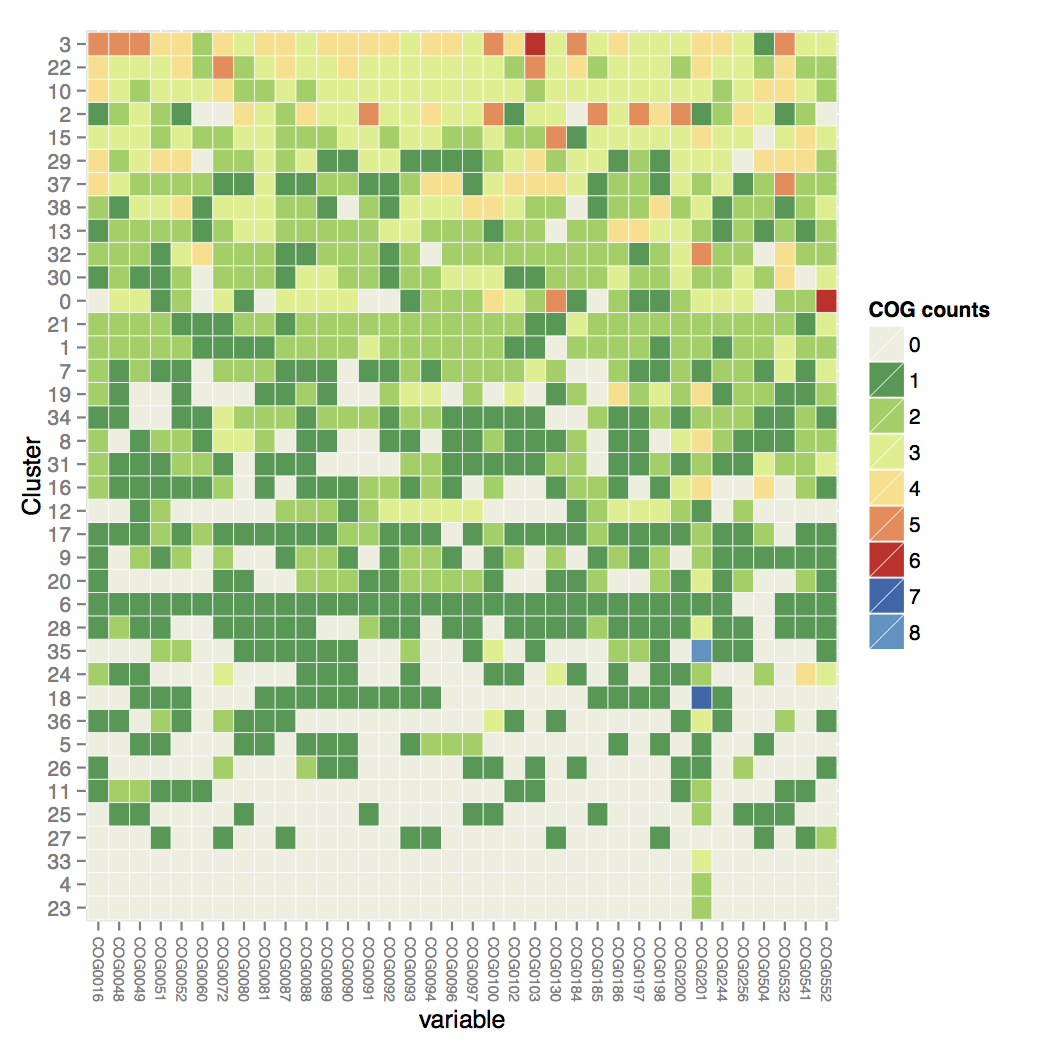 Cluster
3
22
10
2
15
29
37
38
13
32
30
0
21
1
7
19
34
8
31
16
12
17
9
20
6
28
35
24
18
36
5
26
11
25
27
33
4
23
COG0016
COG0048
COG0049
COG0051
COG0052
COG0060
COG0072
COG0080
COG0081
COG0087
COG0088
COG0089
COG0090
COG0091
COG0092
COG0093
COG0094
COG0096
COG0097
COG0100
COG0102
COG0103
COG0130
COG0184
COG0185
COG0186
COG0197
COG0198
COG0200
COG0201
COG0244
COG0256
COG0504
COG0532
COG0541
COG0552
variable
COG counts
0
1
2
3
4
5
6
7
8